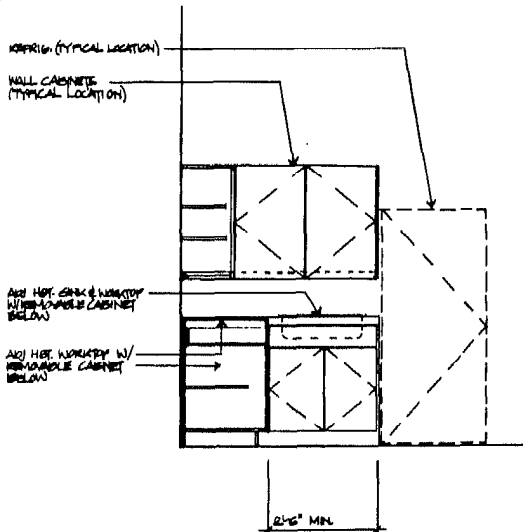 REFRIG. (TYPICAL LOCATION)
WALL CABINETS
(TYPICAL LOCATION)
ADJ HGT. SINK & WORKTOP
W/REMOVABLE CABINET
BELOW
ADJ HGT. WORKTOP W/
REMOVABLE CABINET
BELOW
2'-6" MIN.